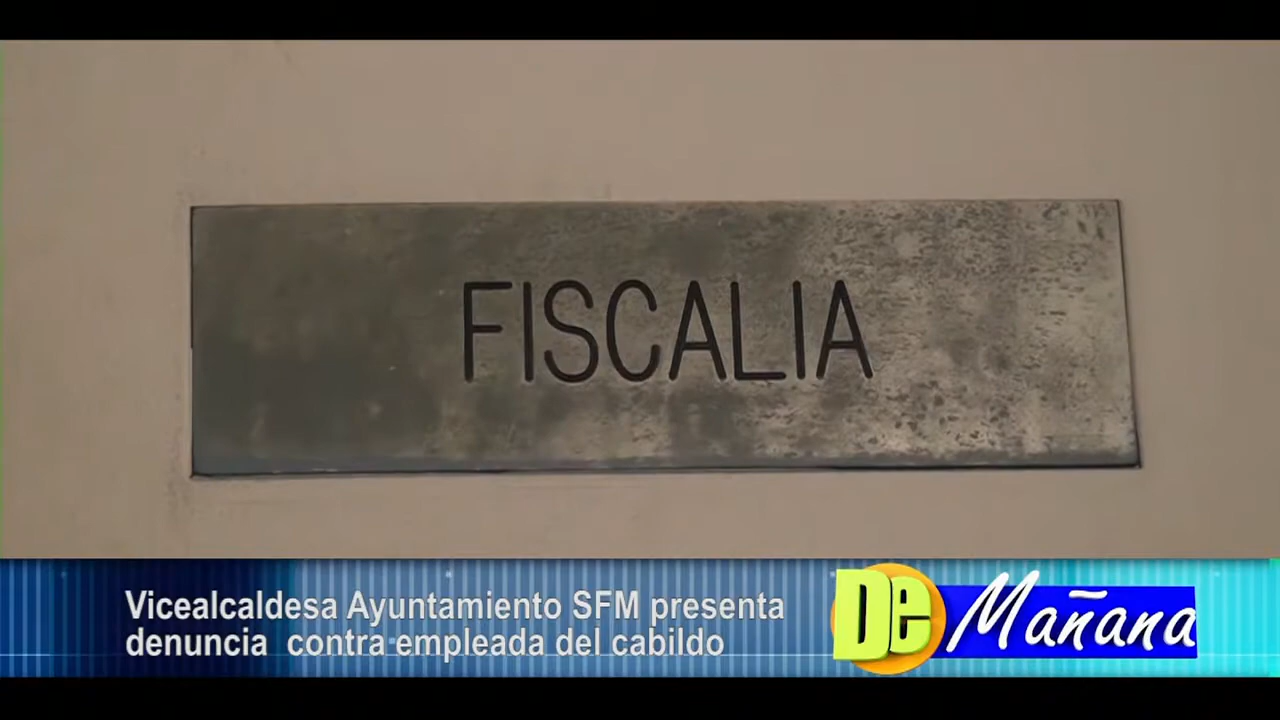 FISCALIA
Vicealcaldesa Ayuntamiento SFM presenta
denuncia contra empleada del cabildo
De Mañana